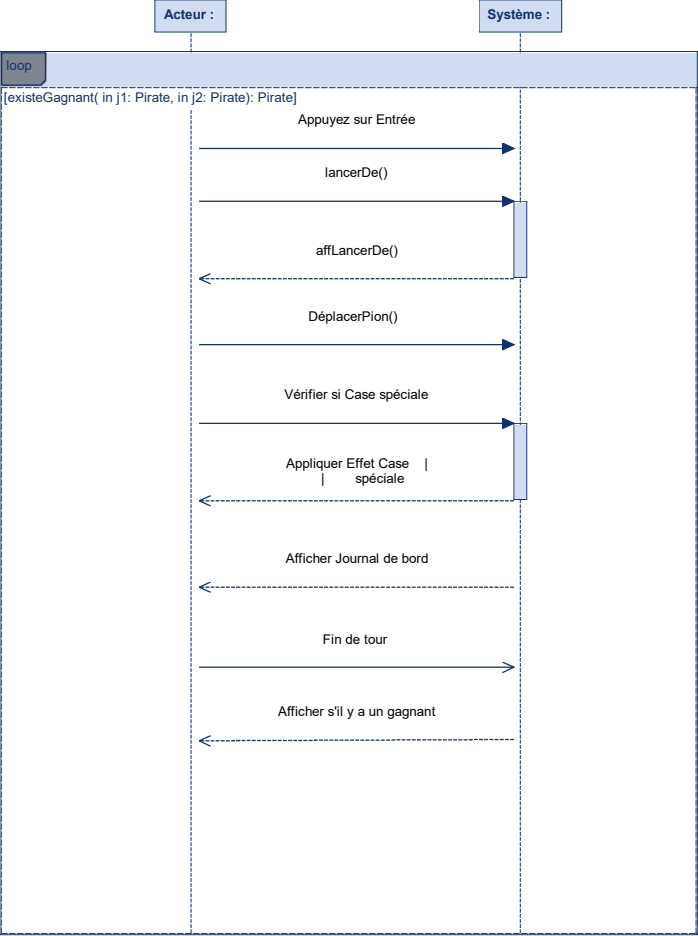 Acteur :
Système :
loop
[existeGagnant( in j1: Pirate, in j2: Pirate): Pirate]
Appuyez sur Entrée
lancerDe()
affLancerDe()
DéplacerPion()
Vérifier si Case spéciale
Appliquer Effet Case |
| spéciale
Afficher Journal de bord
Fin de tour
Afficher s'il y a un gagnant